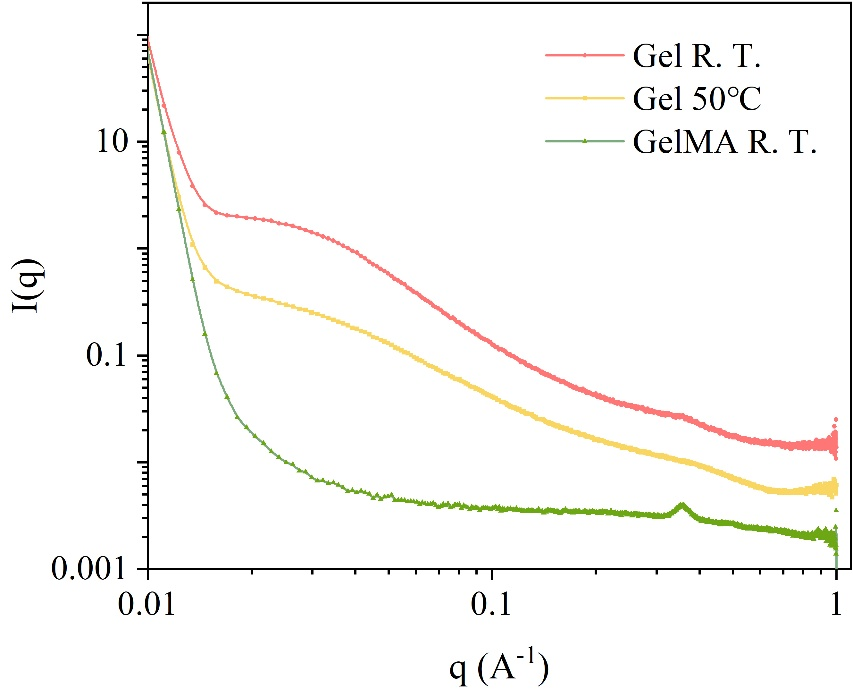 Gel R. T.
Gel 50℃
GelMA R. T.
10
0.1
0.001
I(q)
0.01
0.1
1
q (A⁻¹)